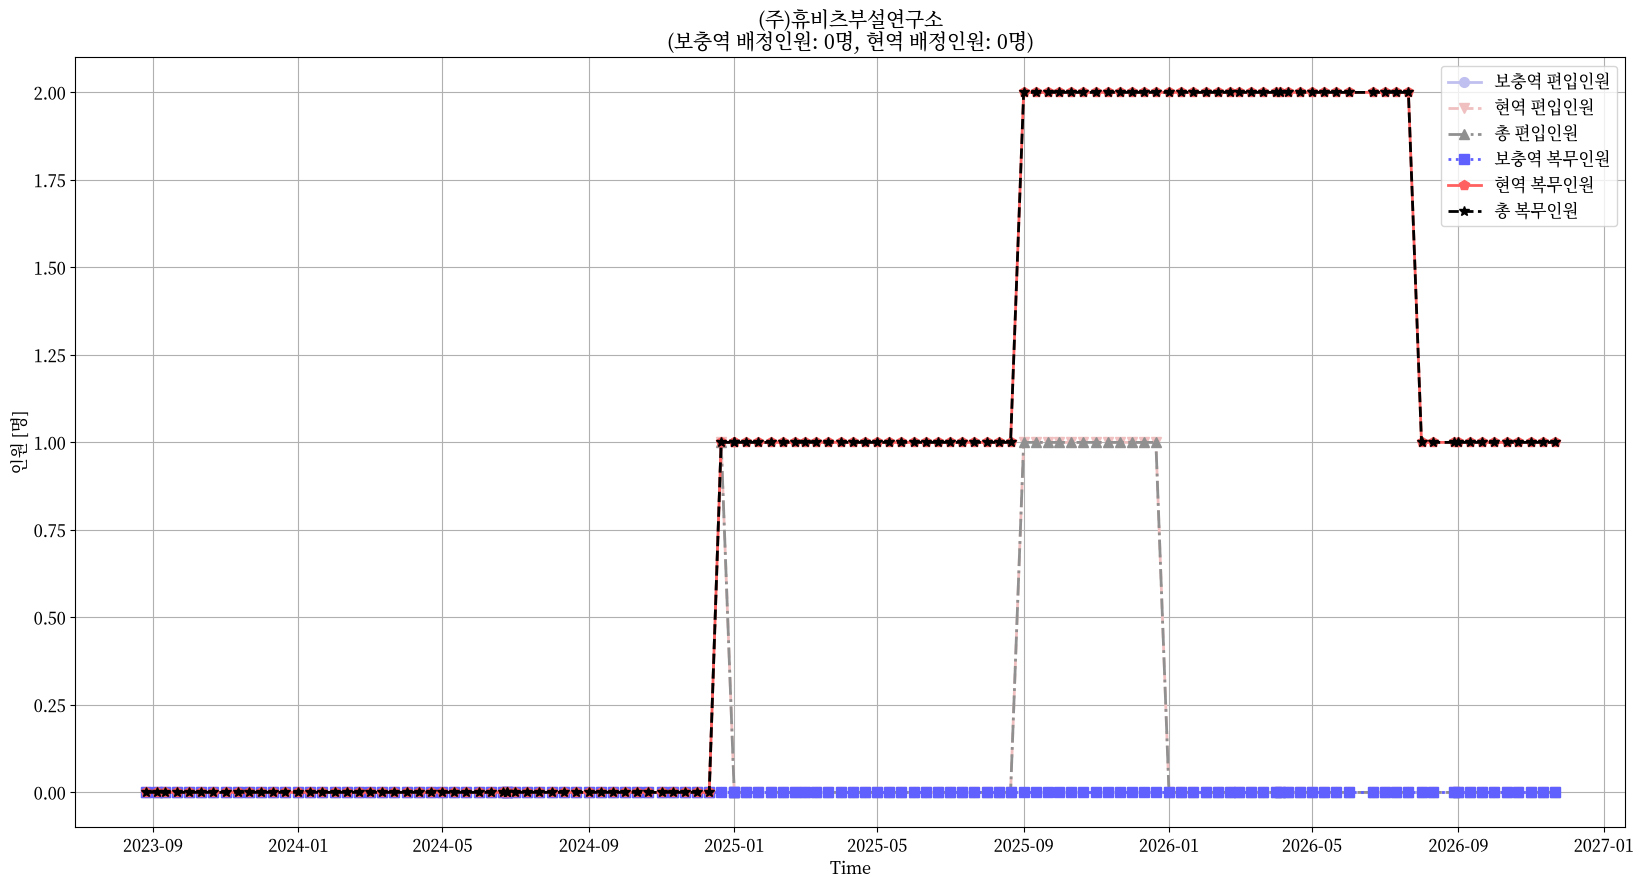 (주)휴비츠부설연구소
(보충역 배정인원: 0명, 현역 배정인원: 0명)
보충역 편입인원
현역 편입인원
총 편입인원
보충역 복무인원
현역 복무인원
총 복무인원
인원 [명]
2.00
1.75
1.50
1.25
1.00
0.75
0.50
0.25
0.00
2023-09
2024-01
2024-05
2024-09
2025-01
2025-05
2025-09
2026-01
2026-05
2026-09
2027-01
Time